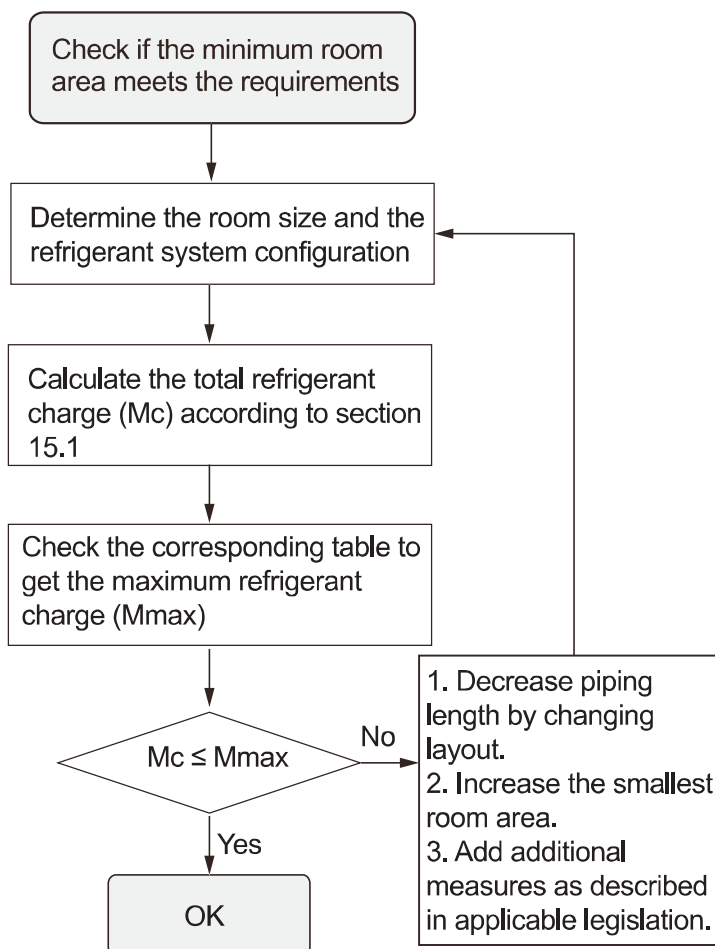 Check if the minimum room
area meets the requirements
Determine the room size and the
refrigerant system configuration
Calculate the total refrigerant
charge (Mc) according to section
15.1
Check the corresponding table to
get the maximum refrigerant
charge (Mmax)
Mc ≤ Mmax
No
1. Decrease piping
length by changing
layout.
2. Increase the smallest
room area.
3. Add additional
measures as described
in applicable legislation.
Yes
OK